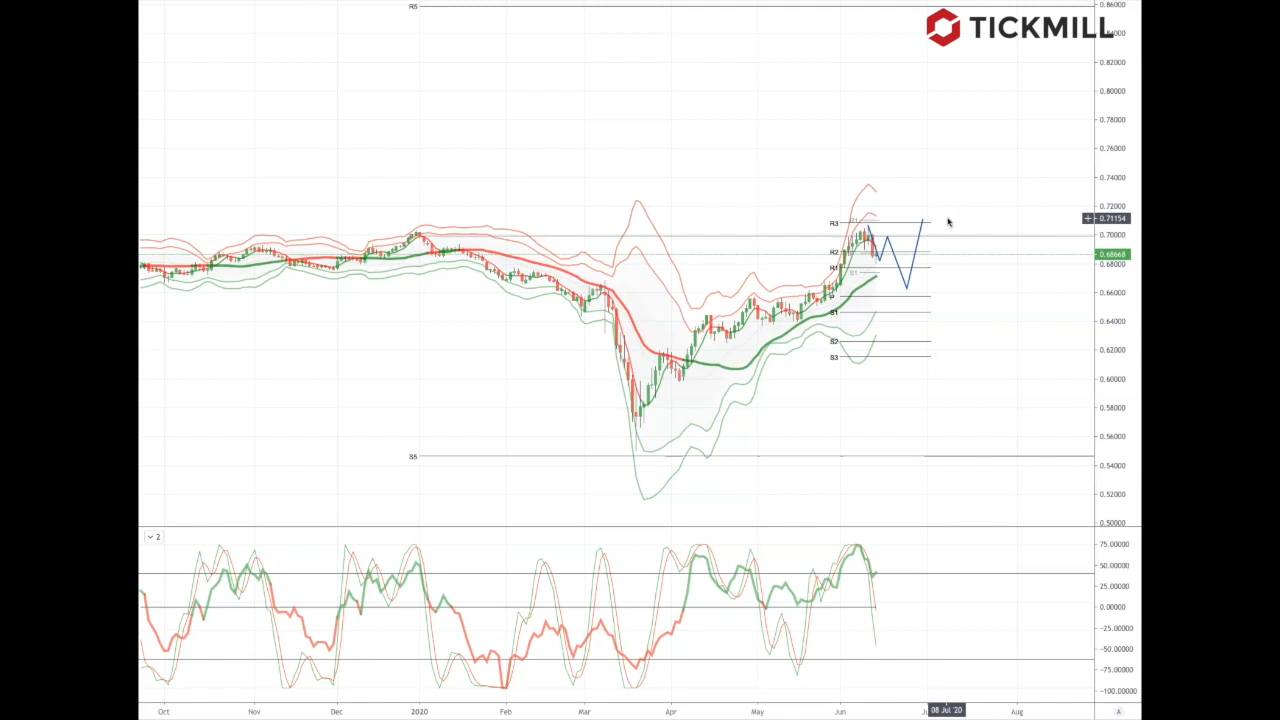 R5
TICKMILL
0.86000
0.84000
0.82000
0.80000
0.78000
0.76000
0.74000
0.72000
R3
R1
+ 0.71154
0.70000
R2
0.68668
0.68000
R1
S1
0.66000
P
S1
0.64000
S2
0.62000
S3
0.60000
0.58000
0.56000
S5
0.54000
0.52000
0.50000
2
75.00000
50.00000
25.00000
0.00000
-25.00000
-50.00000
-75.00000
-100.00000
Oct Nov Dec 2020 Feb Mar Apr May Jun 08 Jul '20 Aug A